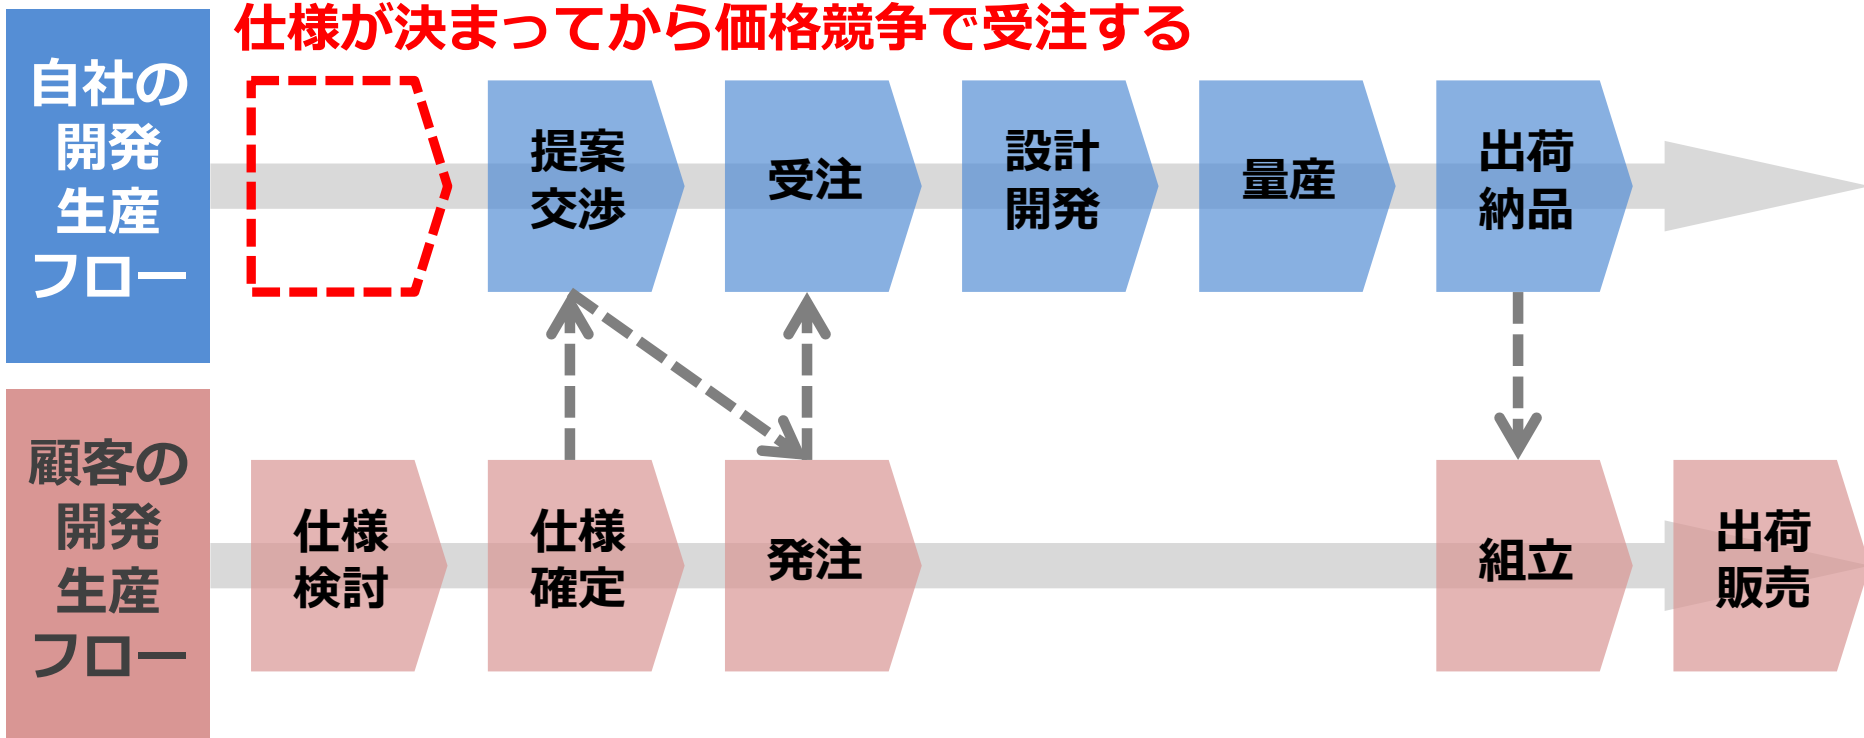 仕様が決まってから価格競争で受注する
自社の
開発
生産
フロー
提案
交渉
受注
設計
開発
量産
出荷
納品
顧客の
開発
生産
フロー
仕様
検討
仕様
確定
発注
組立
出荷
販売